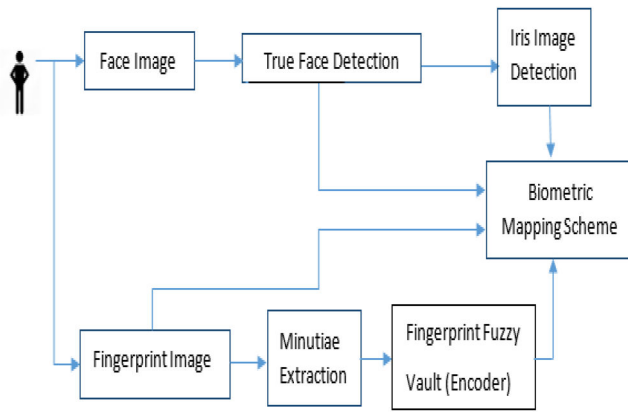 Face Image
True Face Detection
Iris Image
Detection
Biometric
Mapping Scheme
Fingerprint Image
Minutiae
Extraction
Fingerprint Fuzzy
Vault (Encoder)